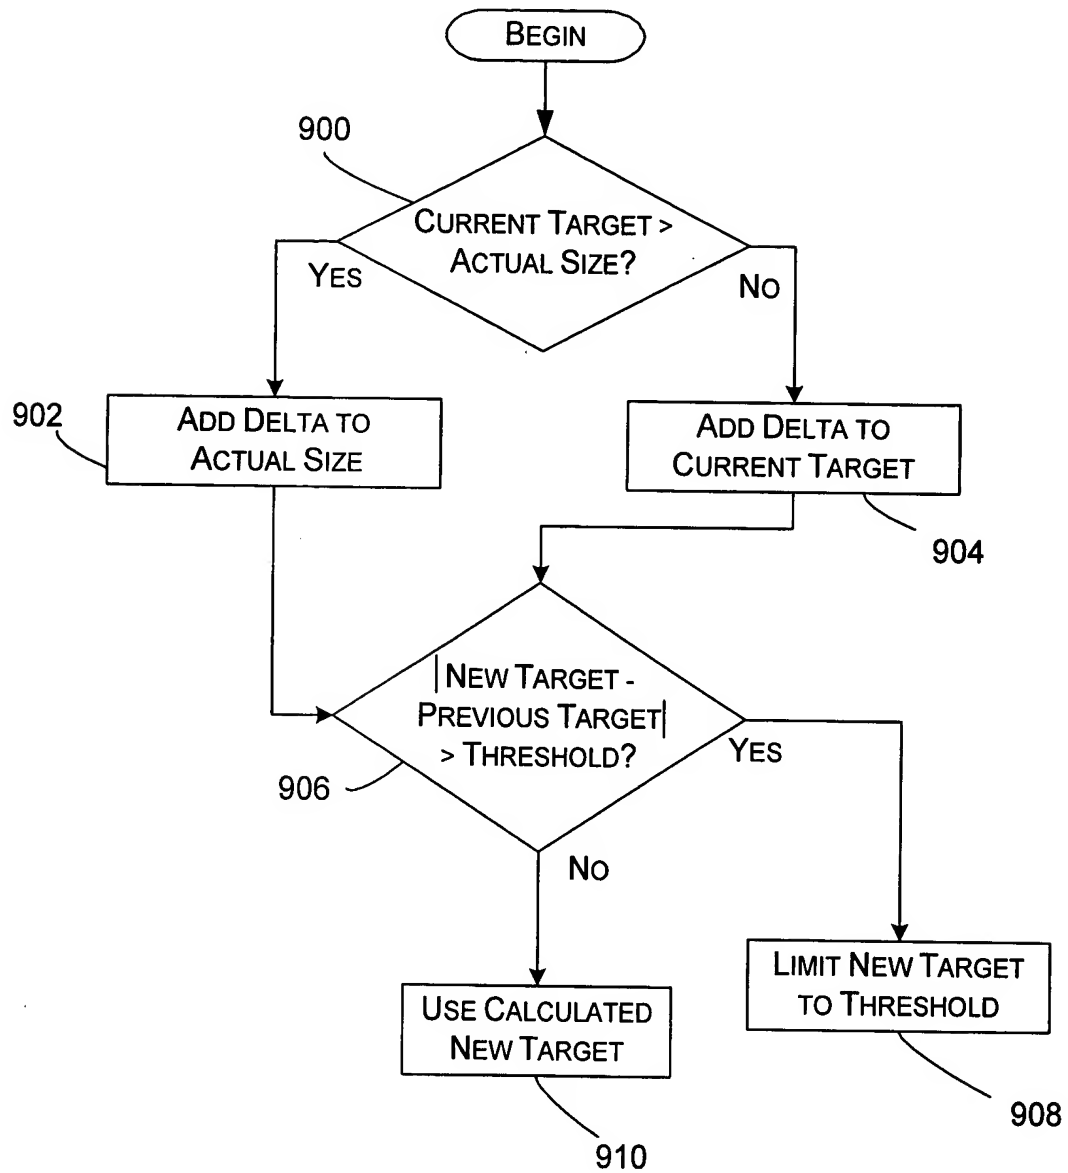 BEGIN
900
CURRENT TARGET >
ACTUAL SIZE?
YES
NO
902
ADD DELTA TO
ACTUAL SIZE
ADD DELTA TO
CURRENT TARGET
904
|NEW TARGET -
PREVIOUS TARGET|
> THRESHOLD?
906
YES
NO
LIMIT NEW TARGET
TO THRESHOLD
USE CALCULATED
NEW TARGET
908
910